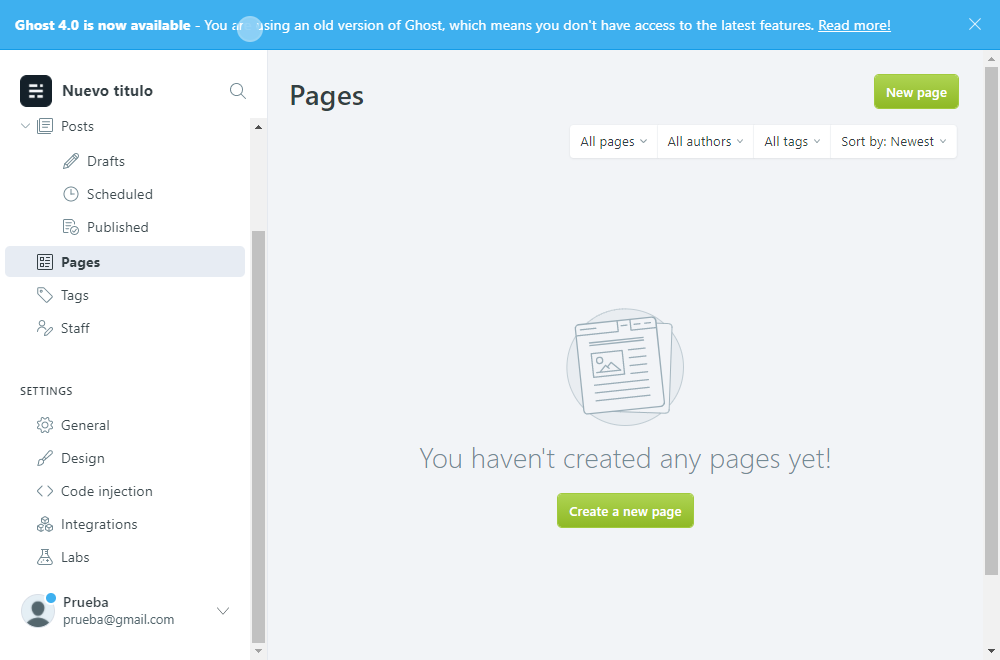 Ghost 4.0 is now available - You are using an old version of Ghost, which means you don't have access to the latest features. Read more!
Nuevo titulo
Posts
Drafts
Scheduled
Published
Pages
Tags
Staff
SETTINGS
General
Design
Code injection
Integrations
Labs
Prueba
prueba@gmail.com
Pages
New page
All pages All authors All tags Sort by: Newest
You haven't created any pages yet!
Create a new page